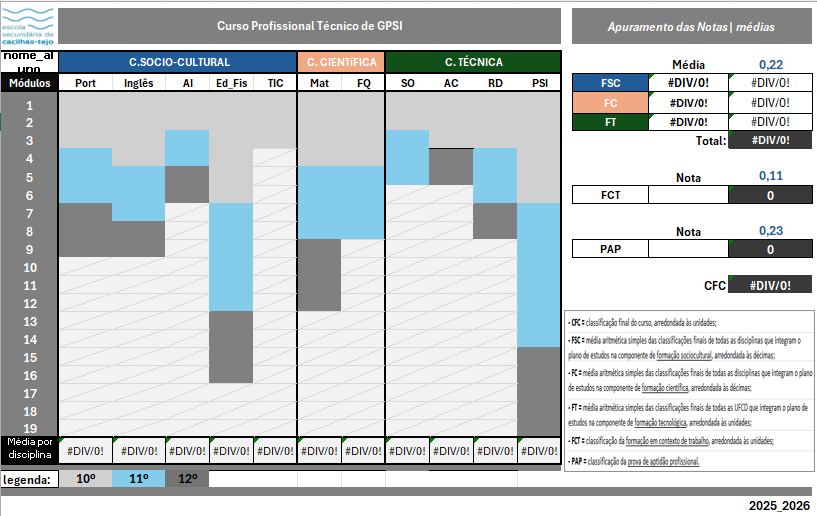 escola
secundária de
cacilhas-tejo
Curso Profissional Técnico de GPSI
Apuramento das Notas| médias
nome_al
uno
C.SOCIO-CULTURAL
C. CIENTíFICA
C. TÉCNICA
Módulos
Port
Inglês
AI
Ed_Fis
TIC
Mat
FQ
SO
AC
RD
PSI
1
2
3
4
5
6
7
8
9
10
11
12
13
14
15
16
17
18
19
Média por
disciplina
#DIV/0!
#DIV/0!
#DIV/0!
#DIV/0!
#DIV/0!
#DIV/0!
#DIV/0!
#DIV/0!
#DIV/0!
#DIV/0!
#DIV/0!
legenda:
10º
11º
12º
Média
0,22
FSC
#DIV/0!
#DIV/0!
FC
#DIV/0!
#DIV/0!
FT
#DIV/0!
#DIV/0!
Total:
#DIV/0!
Nota
0,11
FCT
0
Nota
0,23
PAP
0
CFC
#DIV/0!
- CFC = classificação final do curso, arredondada às unidades;
- FSC = média aritmética simples das classificações finais de todas as disciplinas que integram o
plano de estudos na componente de formação sociocultural, arredondada às décimas;
- FC = média aritmética simples das classificações finais de todas as disciplinas que integram o plano
de estudos na componente de formação científica, arredondada às décimas;
- FT = média aritmética simples das classificações finais de todas as UFCD que integram o plano de
estudos na componente de formação tecnológica, arredondada às unidades;
- FCT = classificação da formação em contexto de trabalho, arredondada às unidades;
- PAP = classificação da prova de aptidão profissional.
2025_2026